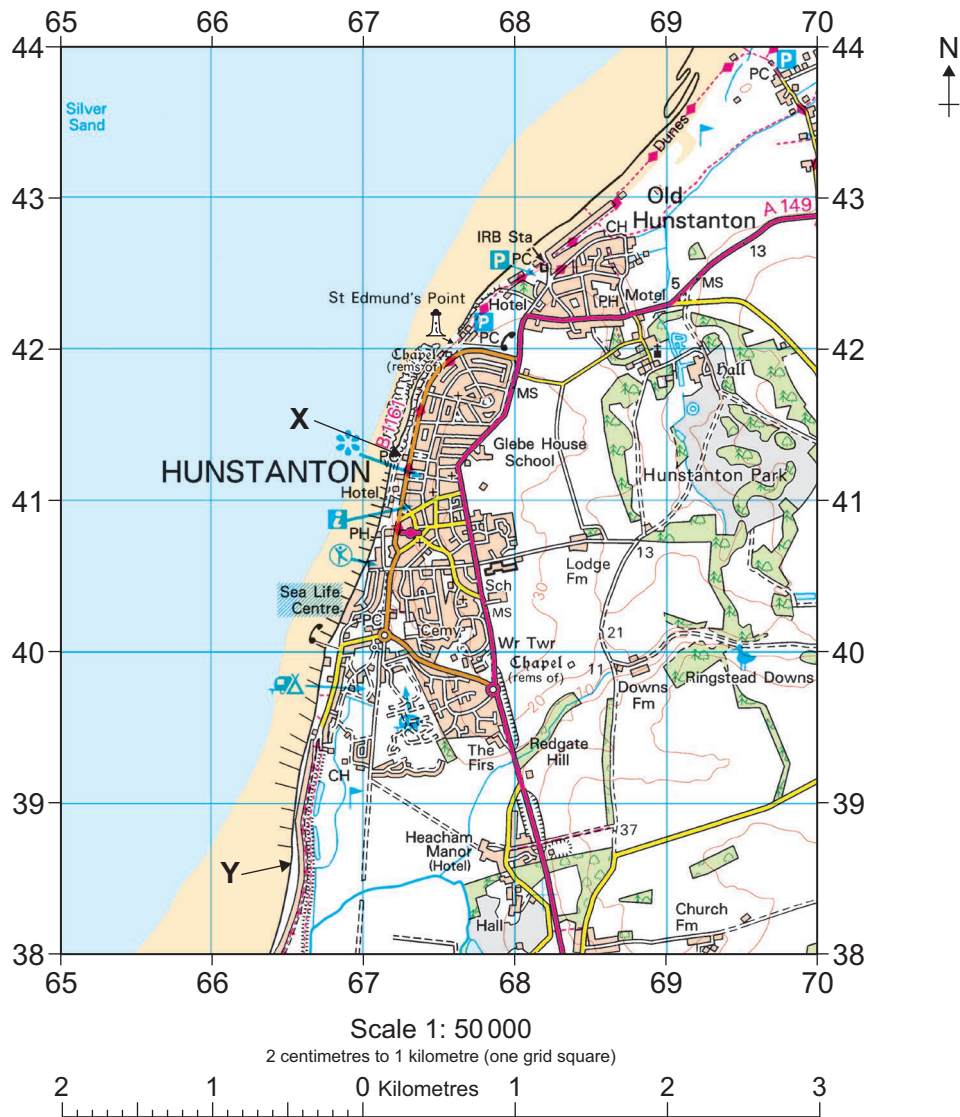 65 66 67 68 69 70
44 44
N
P
PC
Silver
Sand
Dunes
43 43
Old
Hunstanton
A 149
CH
IRB Sta
P PC
13
St Edmund's Point
Hotel
PH
Motel
5
MS
P
PC
42 42
Chapel
(rems of)
Hall
MS
X
B 1161
Glebe House
School
PC
HUNSTANTON
Hunstanton Park
41 41
Hotel
i
PH
13
Lodge
Fm
30
Sea Life
Centre
Sch
MS
PC
Cemy
21
40 40
Wr Twr
Chapel
(rems of)
11
Downs
Fm
Ringstead Downs
20
10
The
Firs
Redgate
Hill
CH
39 39
Heacham
Manor
(Hotel)
37
Y
Hall
Church
Fm
38 38
65 66 67 68 69 70
Scale 1: 50 000
2 centimetres to 1 kilometre (one grid square)
2 1 0 Kilometres 1 2 3